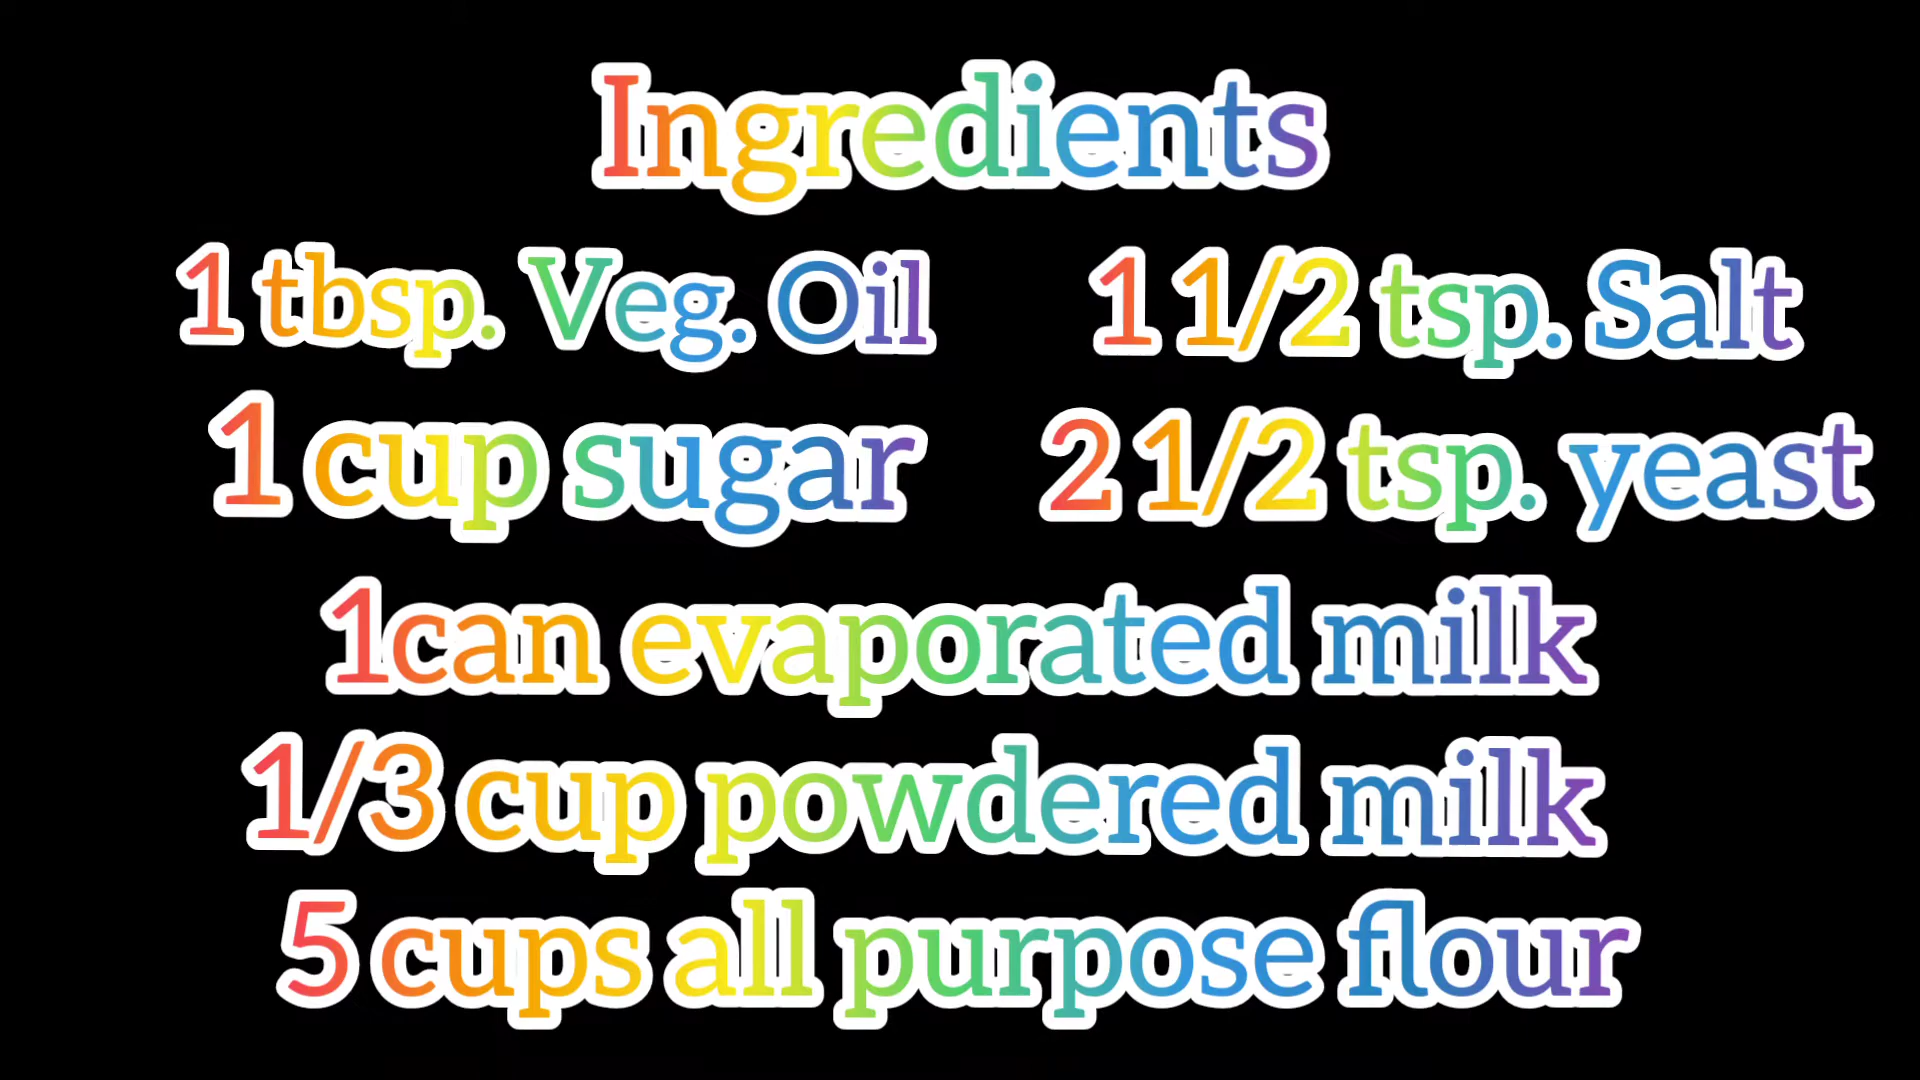 Ingredients
1 tbsp. Veg. Oil
1 1/2 tsp. Salt
1 cup sugar
2 1/2 tsp. yeast
1can evaporated milk
1/3 cup powdered milk
5 cups all purpose flour